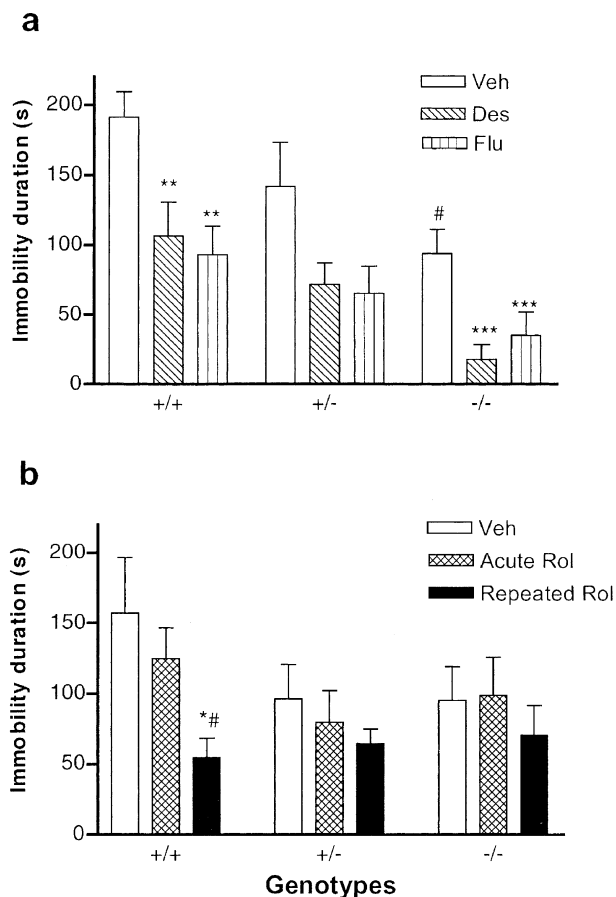 a
Immobility duration (s)
200
150
100
50
0
Veh
Des
Flu
**
**
#
***
***
+/+
+/-
-/-
b
Immobility duration (s)
200
150
100
50
0
Veh
Acute Rol
Repeated Rol
*#
+/+
+/-
-/-
Genotypes